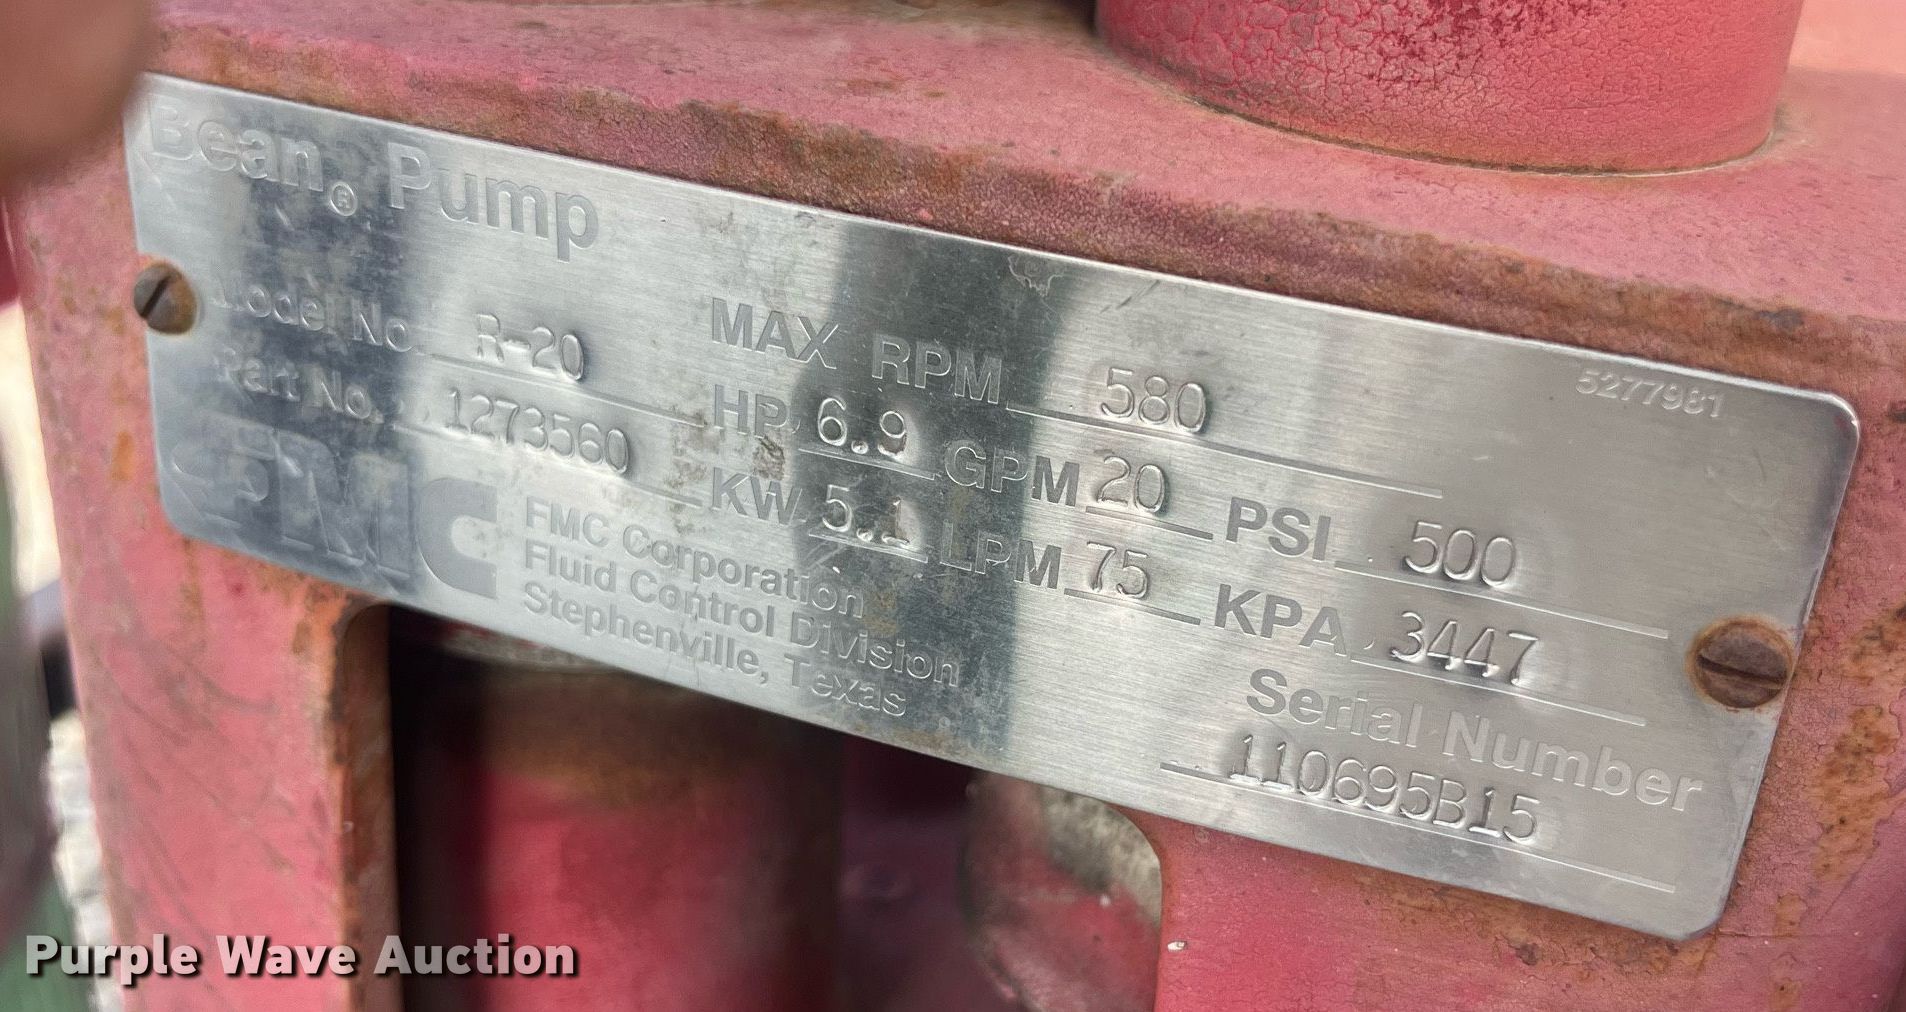 Bean® Pump
5277981
Model No. R-20 MAX RPM 580
Part No. 1273560 HP 6.9 GPM 20 PSI 500
KW 5.1 LPM 75 KPA 3447
FMC
FMC Corporation
Fluid Control Division
Stephenville, Texas
Serial Number
110695B15
Purple Wave Auction